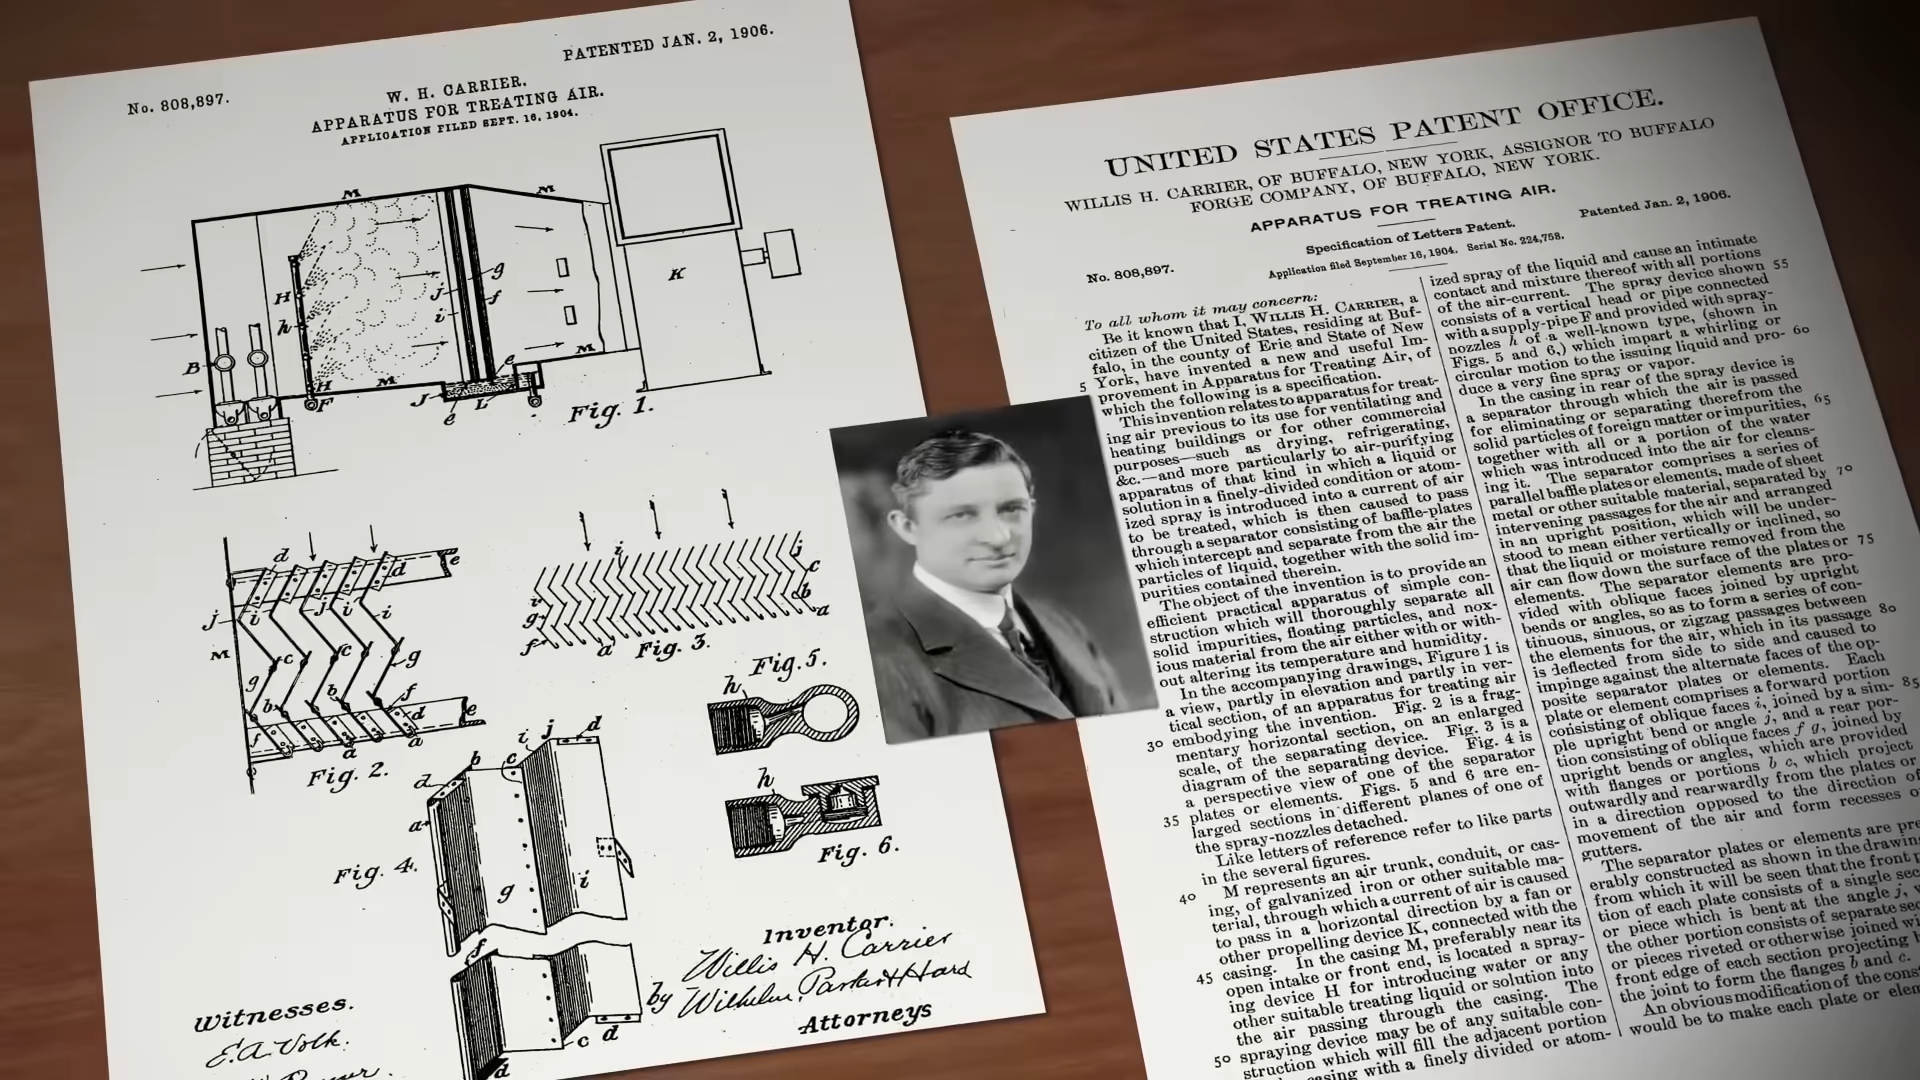 PATENTED JAN. 2, 1906.
No. 808,897.
W. H. CARRIER.
APPARATUS FOR TREATING AIR.
APPLICATION FILED SEPT. 16, 1904.
M
M
H
h
B
H
F
M
J
e
L
e
M
j
i
g
f
K
Fig. 1.
d
d
e
j
i
j
i
i
M
c
c
g
g
b
b
f
f
d
e
a
a
Fig. 2.
i
j
c
i
b
g
a
f
a
Fig. 3.
Fig. 5.
h
h
Fig. 6.
d
b
c
i
j
d
a
g
i
Fig. 4.
f
d
c
d
Witnesses.
E.A. Volk.
Inventor.
Willis H. Carrier
by Wilhelm, Parker & Hard
Attorneys
UNITED STATES PATENT OFFICE.
WILLIS H. CARRIER, OF BUFFALO, NEW YORK, ASSIGNOR TO BUFFALO
FORGE COMPANY, OF BUFFALO, NEW YORK.
APPARATUS FOR TREATING AIR.
Specification of Letters Patent.
Patented Jan. 2, 1906.
No. 808,897.
Application filed September 16, 1904. Serial No. 224,758.
To all whom it may concern:
Be it known that I, WILLIS H. CARRIER, a
citizen of the United States, residing at Buf-
falo, in the county of Erie and State of New
5 York, have invented a new and useful Im-
provement in Apparatus for Treating Air, of
which the following is a specification.
This invention relates to apparatus for treat-
ing air previous to its use for ventilating and
heating buildings or for other commercial
purposes—such as drying, refrigerating,
&c.—and more particularly to air-purifying
apparatus of that kind in which a liquid or
solution in a finely-divided condition or atom-
ized spray is introduced into a current of air
to be treated, which is then caused to pass
through a separator consisting of baffle-plates
which intercept and separate from the air the
particles of liquid, together with the solid im-
purities contained therein.
The object of the invention is to provide an
efficient practical apparatus of simple con-
struction which will thoroughly separate all
solid impurities, floating particles, and nox-
ious material from the air either with or with-
out altering its temperature and humidity.
In the accompanying drawings, Figure 1 is
a view, partly in elevation and partly in ver-
tical section, of an apparatus for treating air
30 embodying the invention. Fig. 2 is a frag-
mentary horizontal section, on an enlarged
scale, of the separating device. Fig. 3 is a
diagram of the separating device. Fig. 4 is
a perspective view of one of the separator
35 plates or elements. Figs. 5 and 6 are en-
larged sections in different planes of one of
the spray-nozzles detached.
Like letters of reference refer to like parts
in the several figures.
40 M represents an air trunk, conduit, or cas-
ing, of galvanized iron or other suitable ma-
terial, through which a current of air is caused
to pass in a horizontal direction by a fan or
other propelling device K, connected with the
45 casing. In the casing M, preferably near its
open intake or front end, is located a spray-
ing device H for introducing water or any
other suitable treating liquid or solution into
the air passing through the casing. The
50 spraying device may be of any suitable con-
struction which will fill the adjacent portion
casing with a finely divided or atom-
ized spray of the liquid and cause an intimate
contact and mixture thereof with all portions
of the air-current. The spray device shown 55
consists of a vertical head or pipe connected
with a supply-pipe F and provided with spray-
nozzles h of a well-known type, (shown in
Figs. 5 and 6,) which impart a whirling or
circular motion to the issuing liquid and pro- 60
duce a very fine spray or vapor.
In the casing in rear of the spray device is
a separator through which the air is passed
for eliminating or separating therefrom the
solid particles of foreign matter or impurities, 65
together with all or a portion of the water
which was introduced into the air for cleans-
ing it. The separator comprises a series of
parallel baffle plates or elements, made of sheet
metal or other suitable material, separated by 70
intervening passages for the air and arranged
in an upright position, which will be under-
stood to mean either vertically or inclined, so
that the liquid or moisture removed from the
air can flow down the surface of the plates or 75
elements. The separator elements are pro-
vided with oblique faces joined by upright
bends or angles, so as to form a series of con-
tinuous, sinuous, or zigzag passages between
the elements for the air, which in its passage 80
is deflected from side to side and caused to
impinge against the alternate faces of the op-
posite separator plates or elements. Each
plate or element comprises a forward portion
consisting of oblique faces i, joined by a sim- 85
ple upright bend or angle j, and a rear por-
tion consisting of oblique faces f g, joined by
upright bends or angles, which are provided
with flanges or portions b c, which project
outwardly and rearwardly from the plates or
in a direction opposed to the direction of
movement of the air and form recesses or
gutters.
The separator plates or elements are pre
erably constructed as shown in the drawin
from which it will be seen that the front p
tion of each plate consists of a single sec
or piece which is bent at the angle j, w
the other portion consists of separate sec
or pieces riveted or otherwise joined wi
front edge of each section projecting b
the joint to form the flanges b and c.
An obvious modification of the const
would be to make each plate or elem